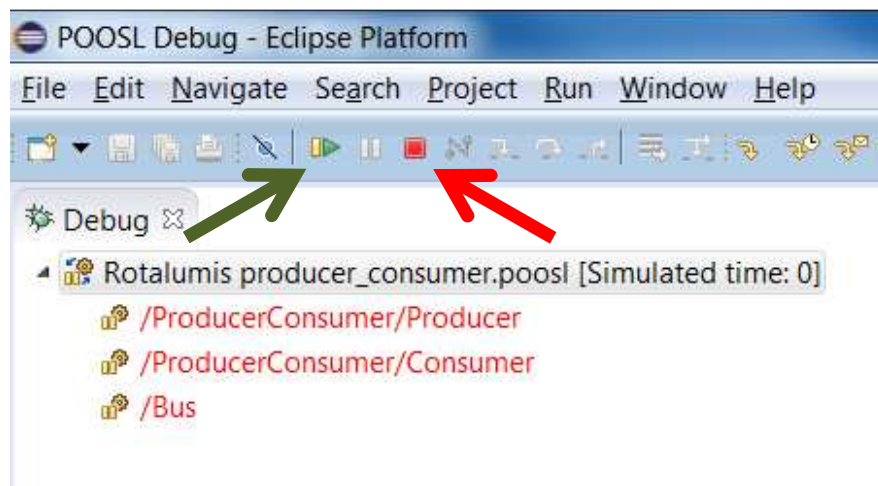 POOSL Debug - Eclipse Platform
File Edit Navigate Search Project Run Window Help
Debug
Rotalumis producer_consumer.poosl [Simulated time: 0]
/ProducerConsumer/Producer
/ProducerConsumer/Consumer
/Bus